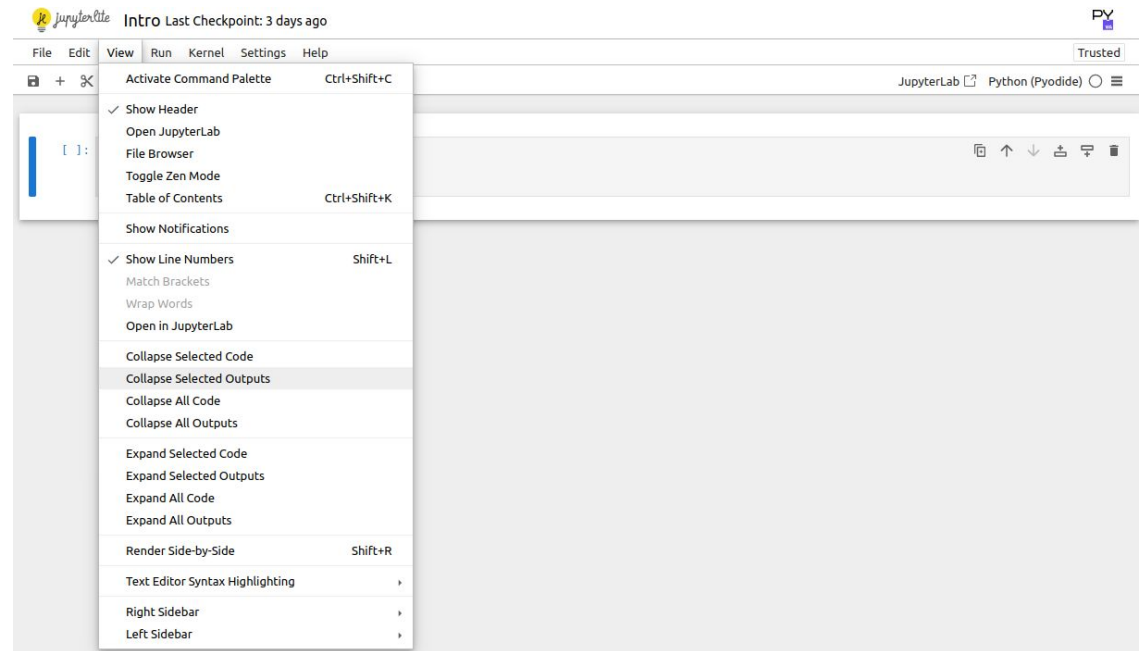 jupyterlite Intro Last Checkpoint: 3 days ago PY
File Edit View Run Kernel Settings Help Trusted
JupyterLab Python (Pyodide)
[ ]:
Activate Command Palette Ctrl+Shift+C
Show Header
Open JupyterLab
File Browser
Toggle Zen Mode
Table of Contents Ctrl+Shift+K
Show Notifications
Show Line Numbers Shift+L
Match Brackets
Wrap Words
Open in JupyterLab
Collapse Selected Code
Collapse Selected Outputs
Collapse All Code
Collapse All Outputs
Expand Selected Code
Expand Selected Outputs
Expand All Code
Expand All Outputs
Render Side-by-Side Shift+R
Text Editor Syntax Highlighting
Right Sidebar
Left Sidebar